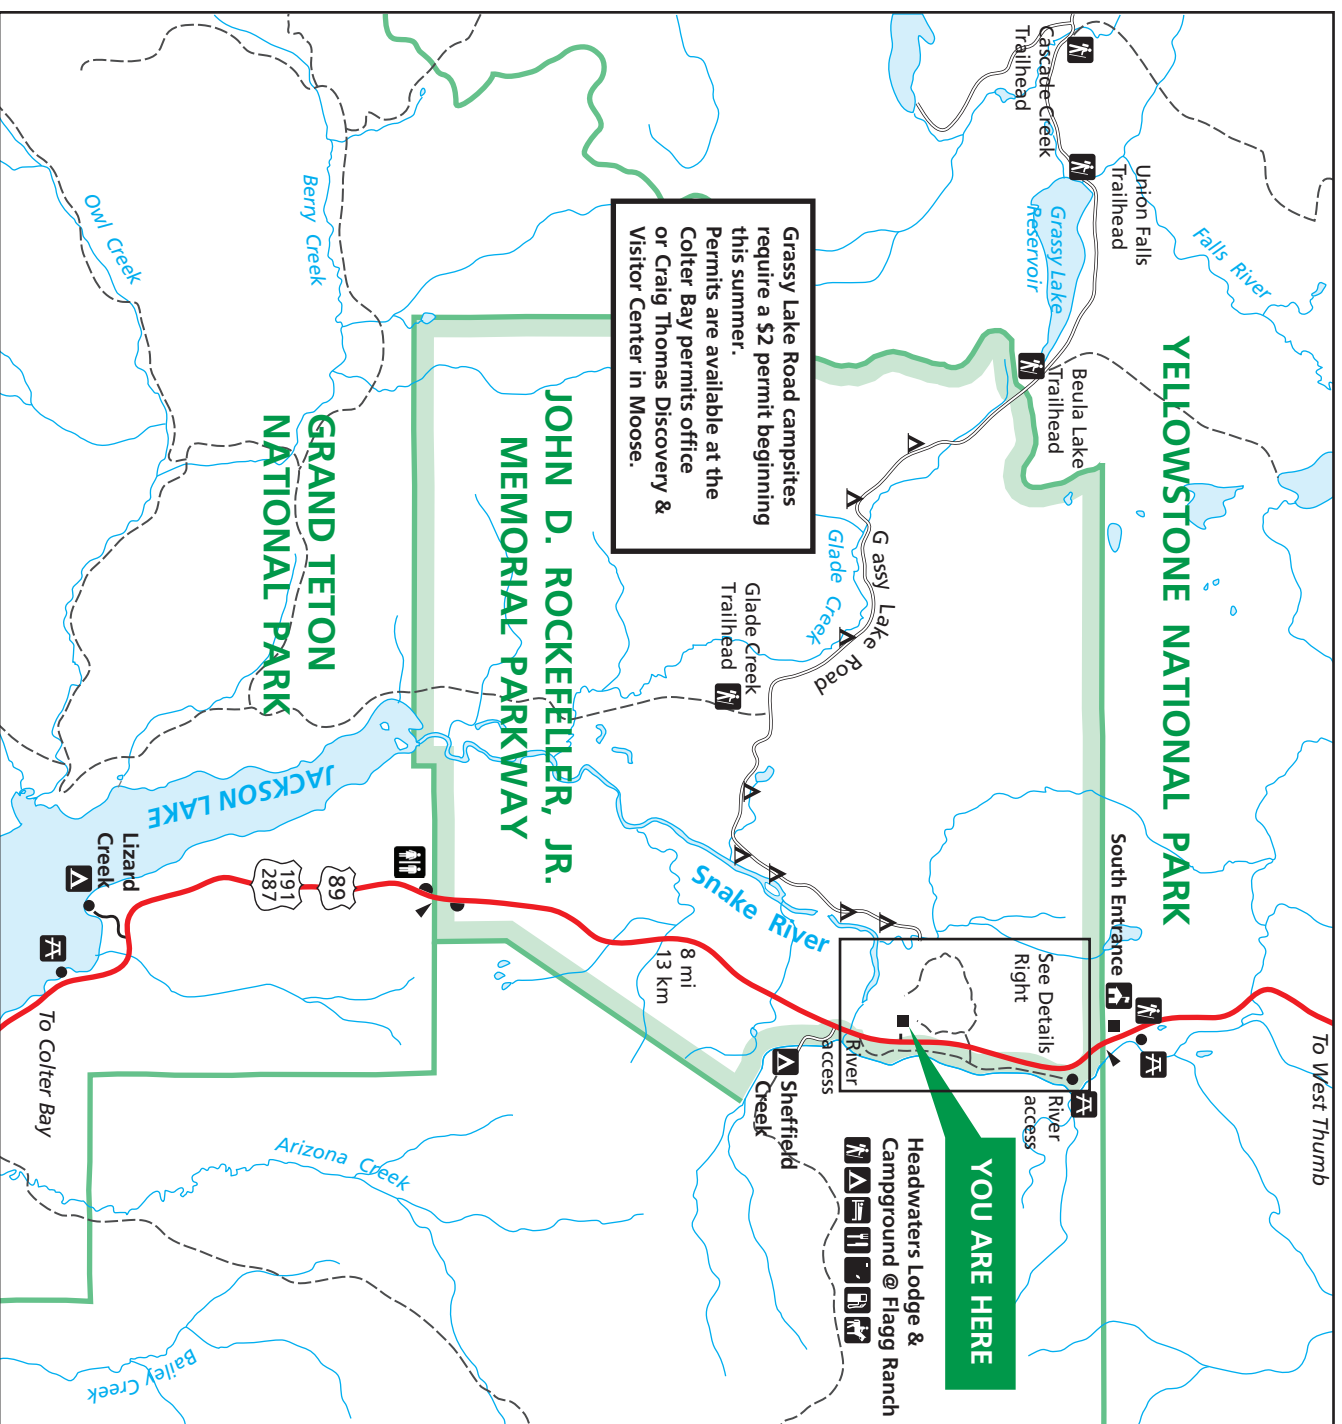 To West Thumb
Falls River
YELLOWSTONE NATIONAL PARK
Union Falls
Trailhead
Cascade Creek
Trailhead
Grassy Lake
Reservoir
Beula Lake
Trailhead
South Entrance
See Details
Right
River
access
YOU ARE HERE
Headwaters Lodge &
Campground @ Flagg Ranch
G assy Lake Road
Glade Creek
River
access
Grassy Lake Road campsites
require a $2 permit beginning
this summer.
Permits are available at the
Colter Bay permits office
or Craig Thomas Discovery &
Visitor Center in Moose.
Glade Creek
Trailhead
Snake River
Sheffield
Creek
8 mi
13 km
JOHN D. ROCKEFELLER, JR.
MEMORIAL PARKWAY
Berry Creek
GRAND TETON
NATIONAL PARK
89
191
287
Arizona Creek
JACKSON LAKE
Owl Creek
Lizard
Creek
To Colter Bay
Bailey Creek